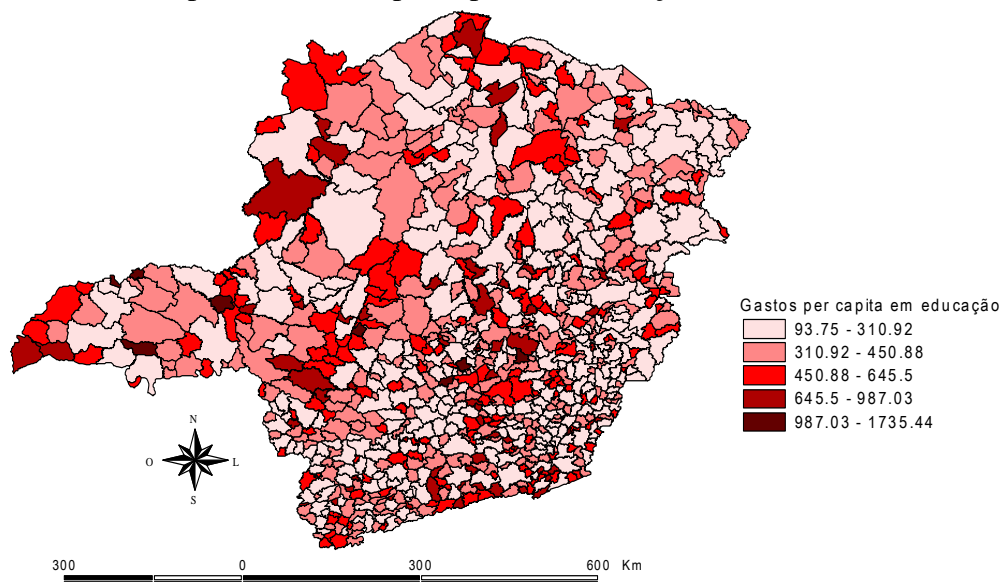 N
O L
S
Gastos per capita em educação
93.75 - 310.92
310.92 - 450.88
450.88 - 645.5
645.5 - 987.03
987.03 - 1735.44
300 0 300 600 Km